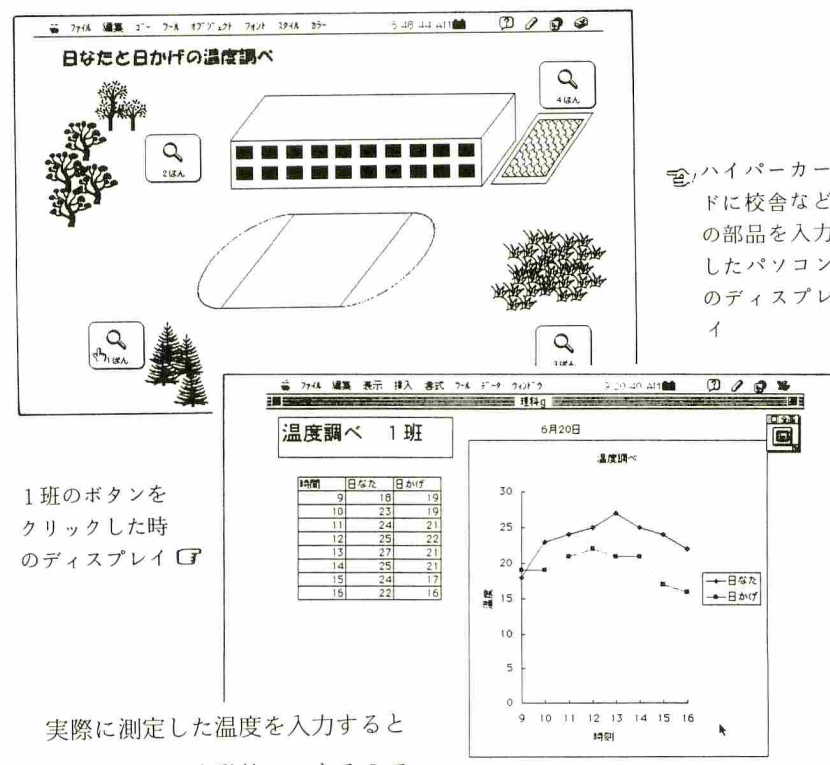 ファイル 編集 ゴー ツール オブジェクト フォント スタイル カラー
日なたと日かげの温度調べ
4はん
2はん
1はん
ハイパーカー
ドに校舎など
の部品を入力
したパソコン
のディスプレ
イ
ファイル 編集 表示 挿入 書式 ツール データ ウィンドウ
理科g
温度調べ 1班
6月20日
時間 日なた 日かげ
9 18 19
10 23 19
11 24 21
12 25 22
13 27 21
14 25 21
15 24 17
16 22 16
温度調べ
30
25
20
15
10
5
0
温度
9 10 11 12 13 14 15 16
時刻
日なた
日かげ
1班のボタンを
クリックした時
のディスプレイ
実際に測定した温度を入力すると